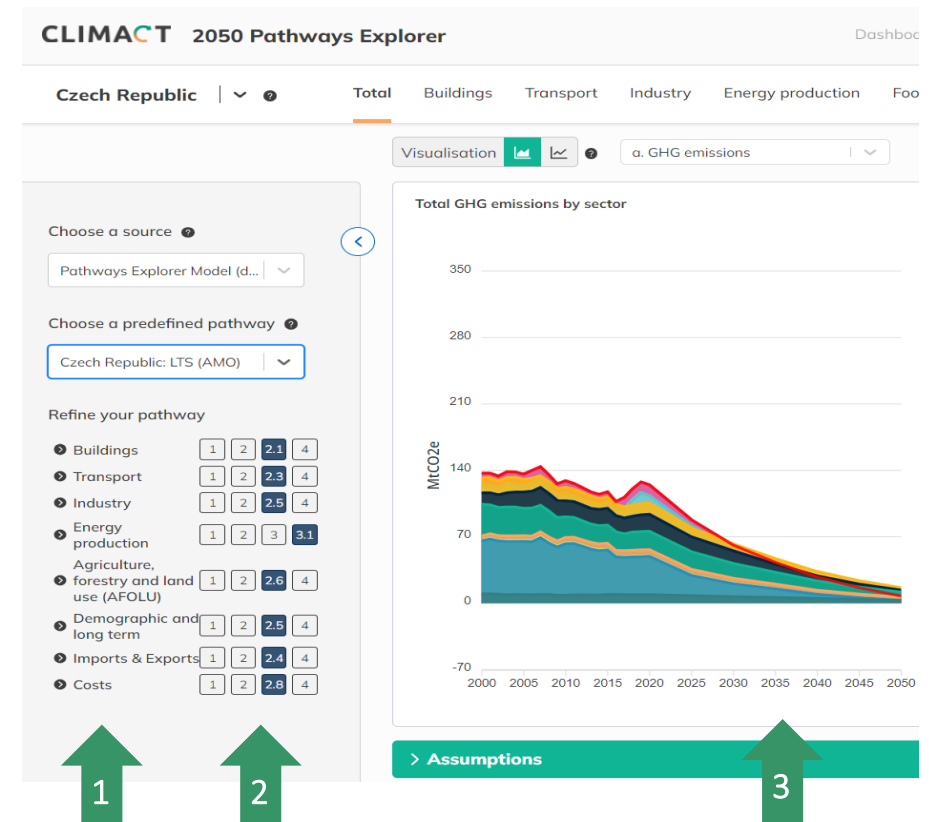 CLIMACT 2050 Pathways Explorer
Dashboc
Czech Republic
Total Buildings Transport Industry Energy production Foo
Visualisation
a. GHG emissions
Total GHG emissions by sector
Choose a source
Pathways Explorer Model (d...
Choose a predefined pathway
Czech Republic: LTS (AMO)
Refine your pathway
Buildings 1 2 2.1 4
Transport 1 2 2.3 4
Industry 1 2 2.5 4
Energy
production 1 2 3 3.1
Agriculture,
forestry and land
use (AFOLU) 1 2 2.6 4
Demographic and
long term 1 2 2.5 4
Imports & Exports 1 2 2.4 4
Costs 1 2 2.8 4
MtCO2e
350
280
210
140
70
0
-70
2000 2005 2010 2015 2020 2025 2030 2035 2040 2045 2050
Assumptions
1
2
3